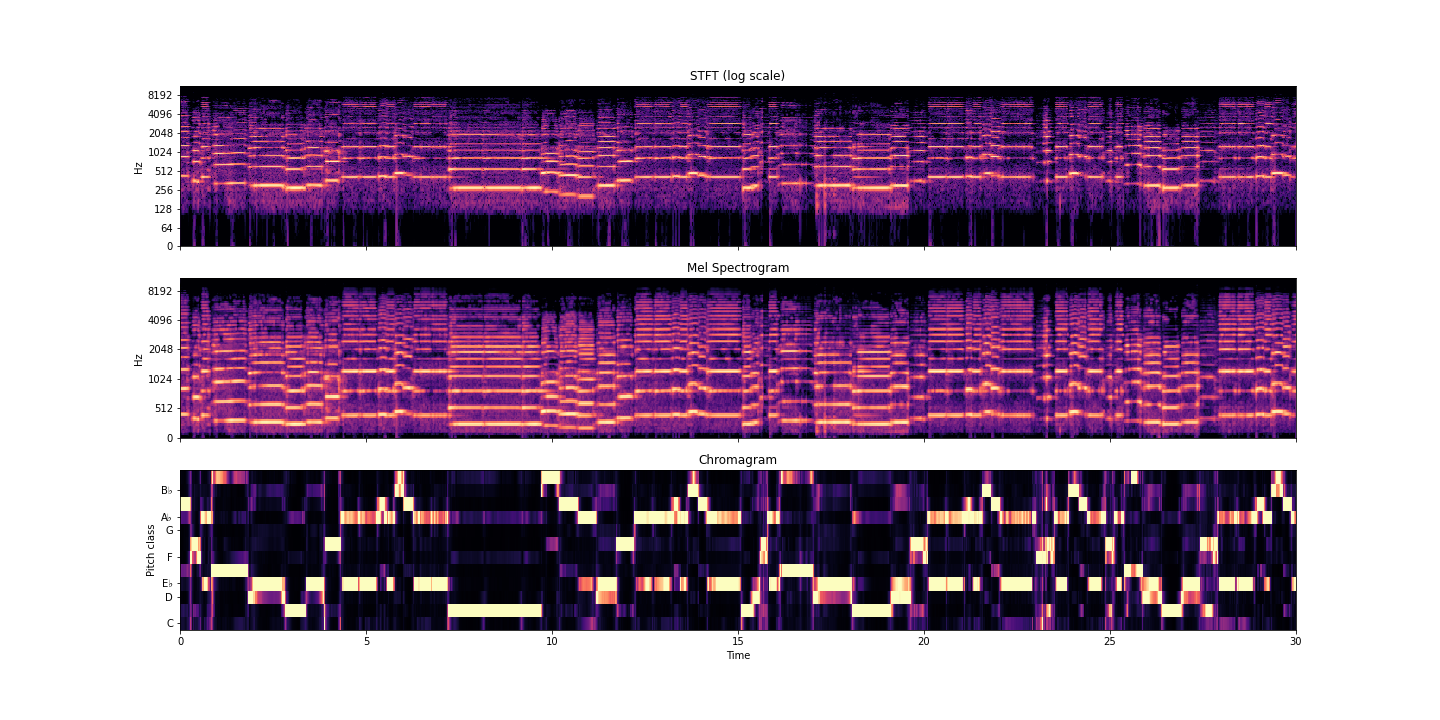 STFT (log scale)
8192
4096
2048
1024
512
256
128
64
0
Hz
Mel Spectrogram
8192
4096
2048
1024
512
0
Hz
Chromagram
B♭
A♭
G
F
E♭
D
C
Pitch class
0 5 10 15 20 25 30
Time